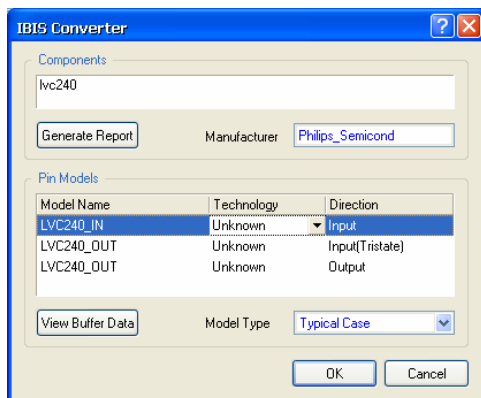 IBIS Converter
Components
lvc240
Generate Report Manufacturer Philips_Semicond
Pin Models
Model Name Technology Direction
LVC240_IN Unknown Input
LVC240_OUT Unknown Input(Tristate)
LVC240_OUT Unknown Output
View Buffer Data Model Type Typical Case
OK Cancel